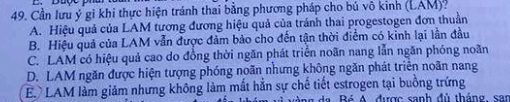 49. Cần lưu ý gì khi thực hiện tránh thai bằng phương pháp cho bú vô kinh (LAM)?
A. Hiệu quả của LAM tương đương hiệu quả của tránh thai progestogen đơn thuần
B. Hiệu quả của LAM vẫn được đảm bảo cho đến tận thời điểm có kinh lại lần đầu
C. LAM có hiệu quả cao do đồng thời ngăn phát triển noãn nang lẫn ngăn phóng noãn
D. LAM ngăn được hiện tượng phóng noãn nhưng không ngăn phát triển noãn nang
E. LAM làm giảm nhưng không làm mất hẳn sự chế tiết estrogen tại buồng trứng
vàng da. Bé A. được sanh đủ tháng, san